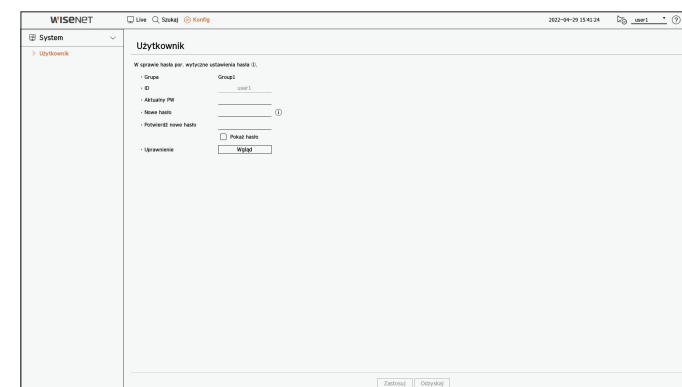 WISENET Live Szukaj Konfig 2022-04-29 15:41:24 user1
System
> Użytkownik
Użytkownik
W sprawie hasła por. wytyczne ustawienia hasła ⓘ.
· Grupa Group1
· ID user1
· Aktualny PW
· Nowe hasło
· Potwierdź nowe hasło
Pokaż hasło
· Uprawnienie Wgląd
Zastosuj Odzyskaj